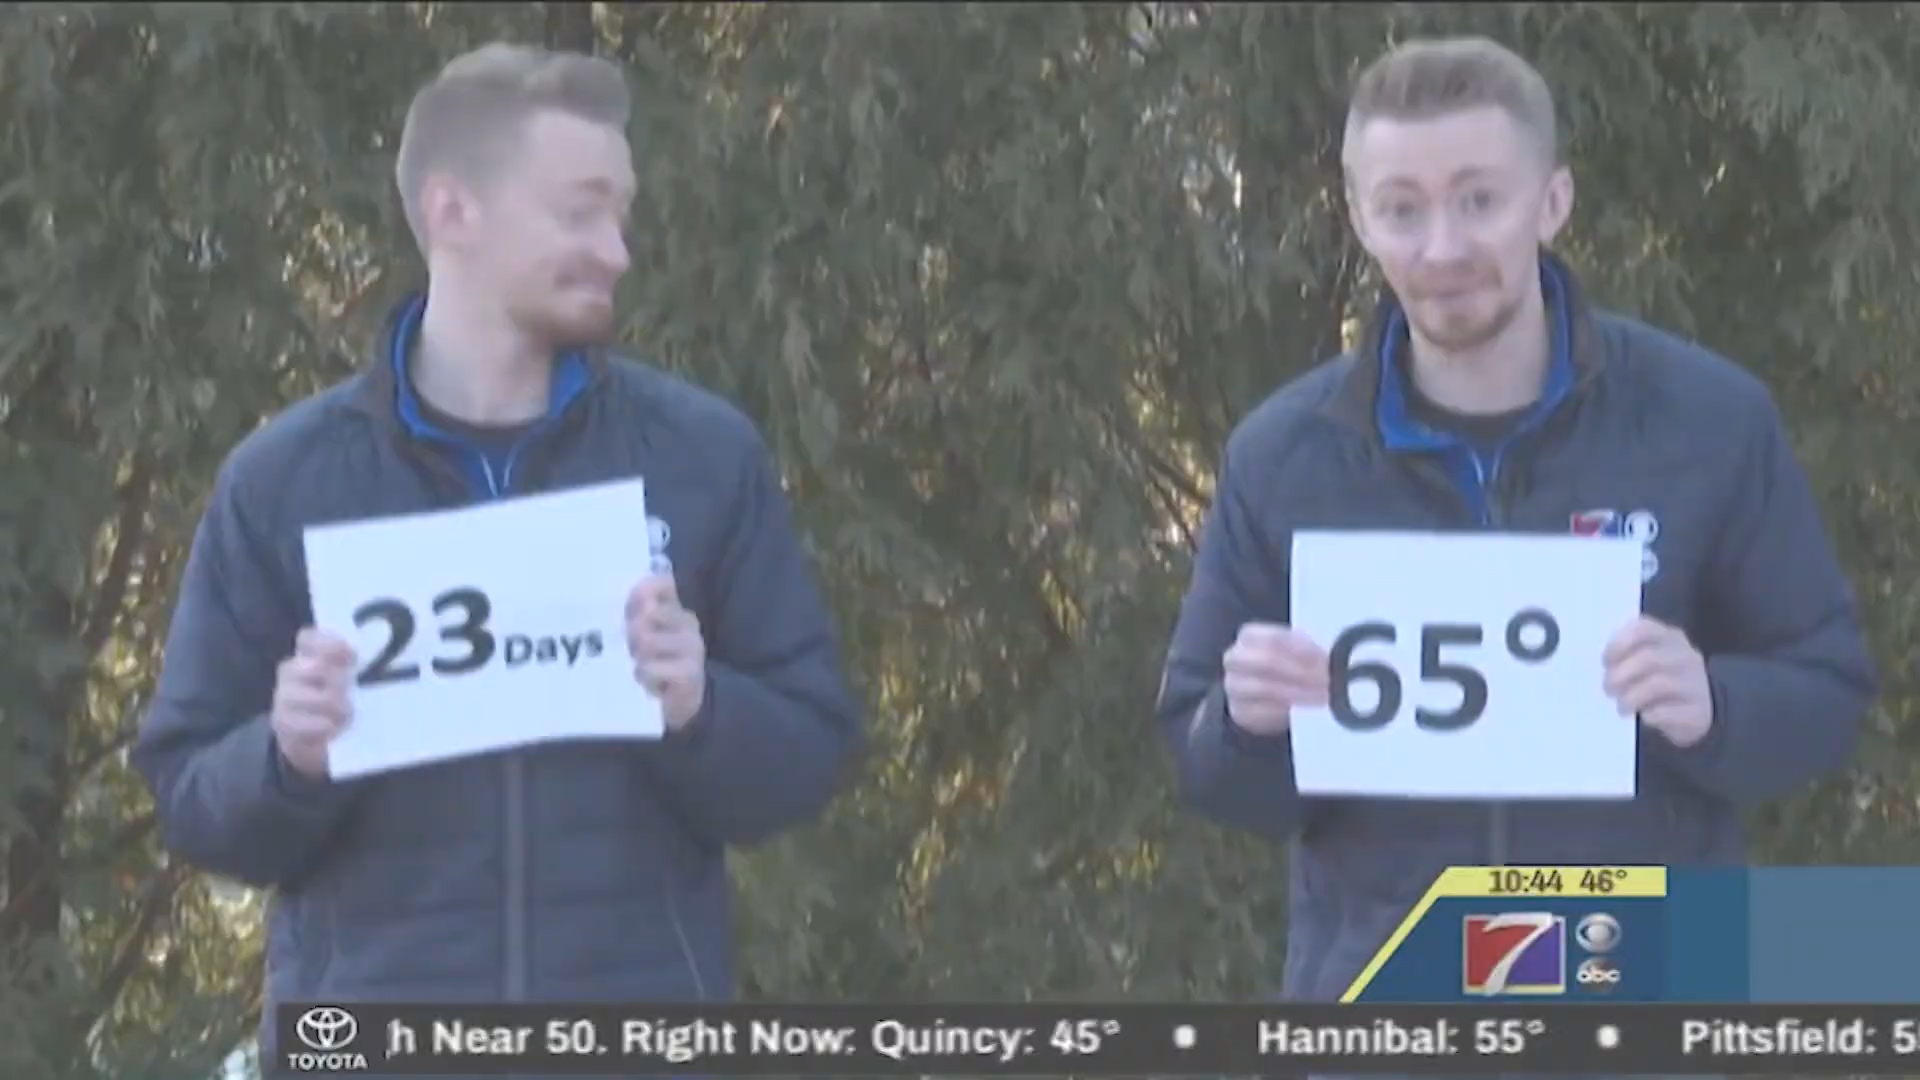 23 Days
65°
10:44 46°
7
abc
TOYOTA
h Near 50. Right Now: Quincy: 45° • Hannibal: 55° • Pittsfield: 5